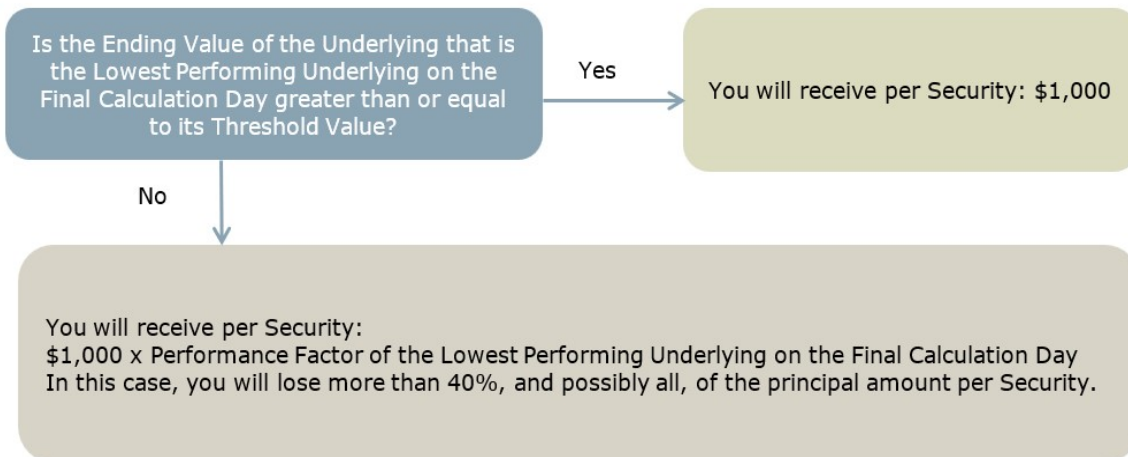 Is the Ending Value of the Underlying that is
the Lowest Performing Underlying on the
Final Calculation Day greater than or equal
to its Threshold Value?
Yes
You will receive per Security: $1,000
No
You will receive per Security:
$1,000 x Performance Factor of the Lowest Performing Underlying on the Final Calculation Day
In this case, you will lose more than 40%, and possibly all, of the principal amount per Security.